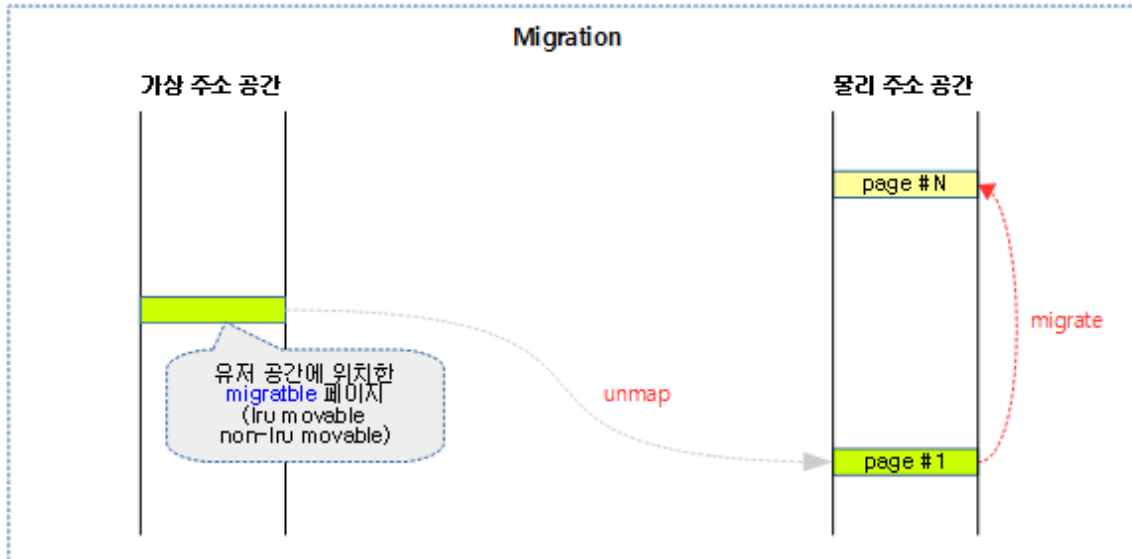 Migration
가상 주소 공간
물리 주소 공간
page #N
migrate
유저 공간에 위치한
migratble 페이지
(lru movable
non-lru movable)
unmap
page #1